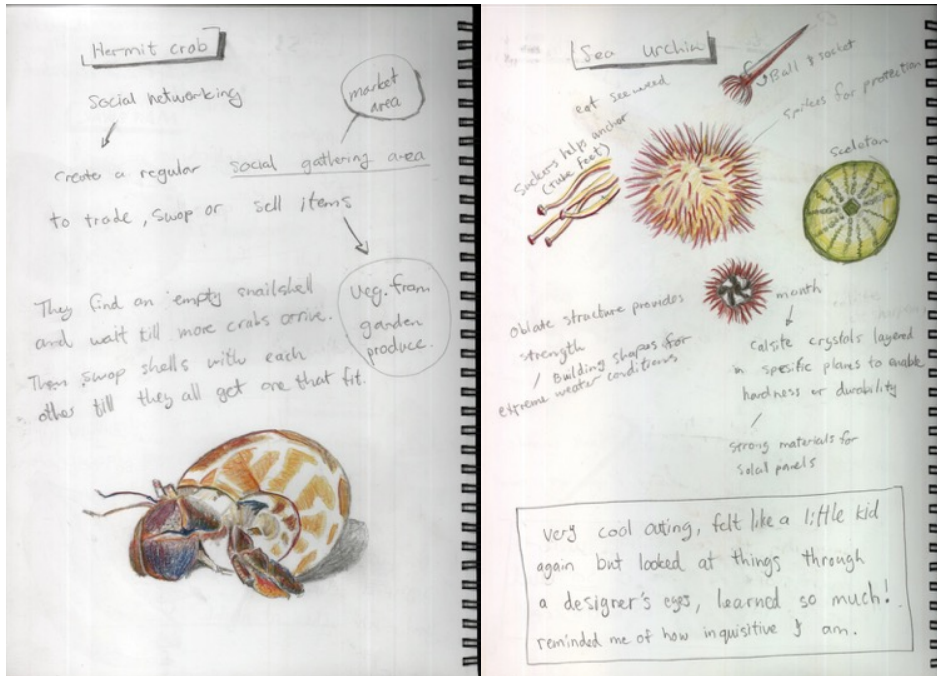 Hermit crab
Social networking
market
area
Create a regular social gathering area
to trade, swop or sell items
They find an empty snailshell
and wait till more crabs arrive.
Then swop shells with each
other till they all get one that fit.
Veg. from
garden
produce.
Sea Urchin
Ball & socket
eat seeweed
Spikes for protection
Suckers helps anchor
(tube feet)
Sceleton
mouth
Oblate structure provides
strength
/ Building shapes for
extreme weater conditions
Calsite crystals layered
in spesific planes to enable
hardness or durability
strong materials for
solal panels
Very cool outing, felt like a little kid
again but looked at things through
a designer's eyes, learned so much!
reminded me of how inquisitive I am.